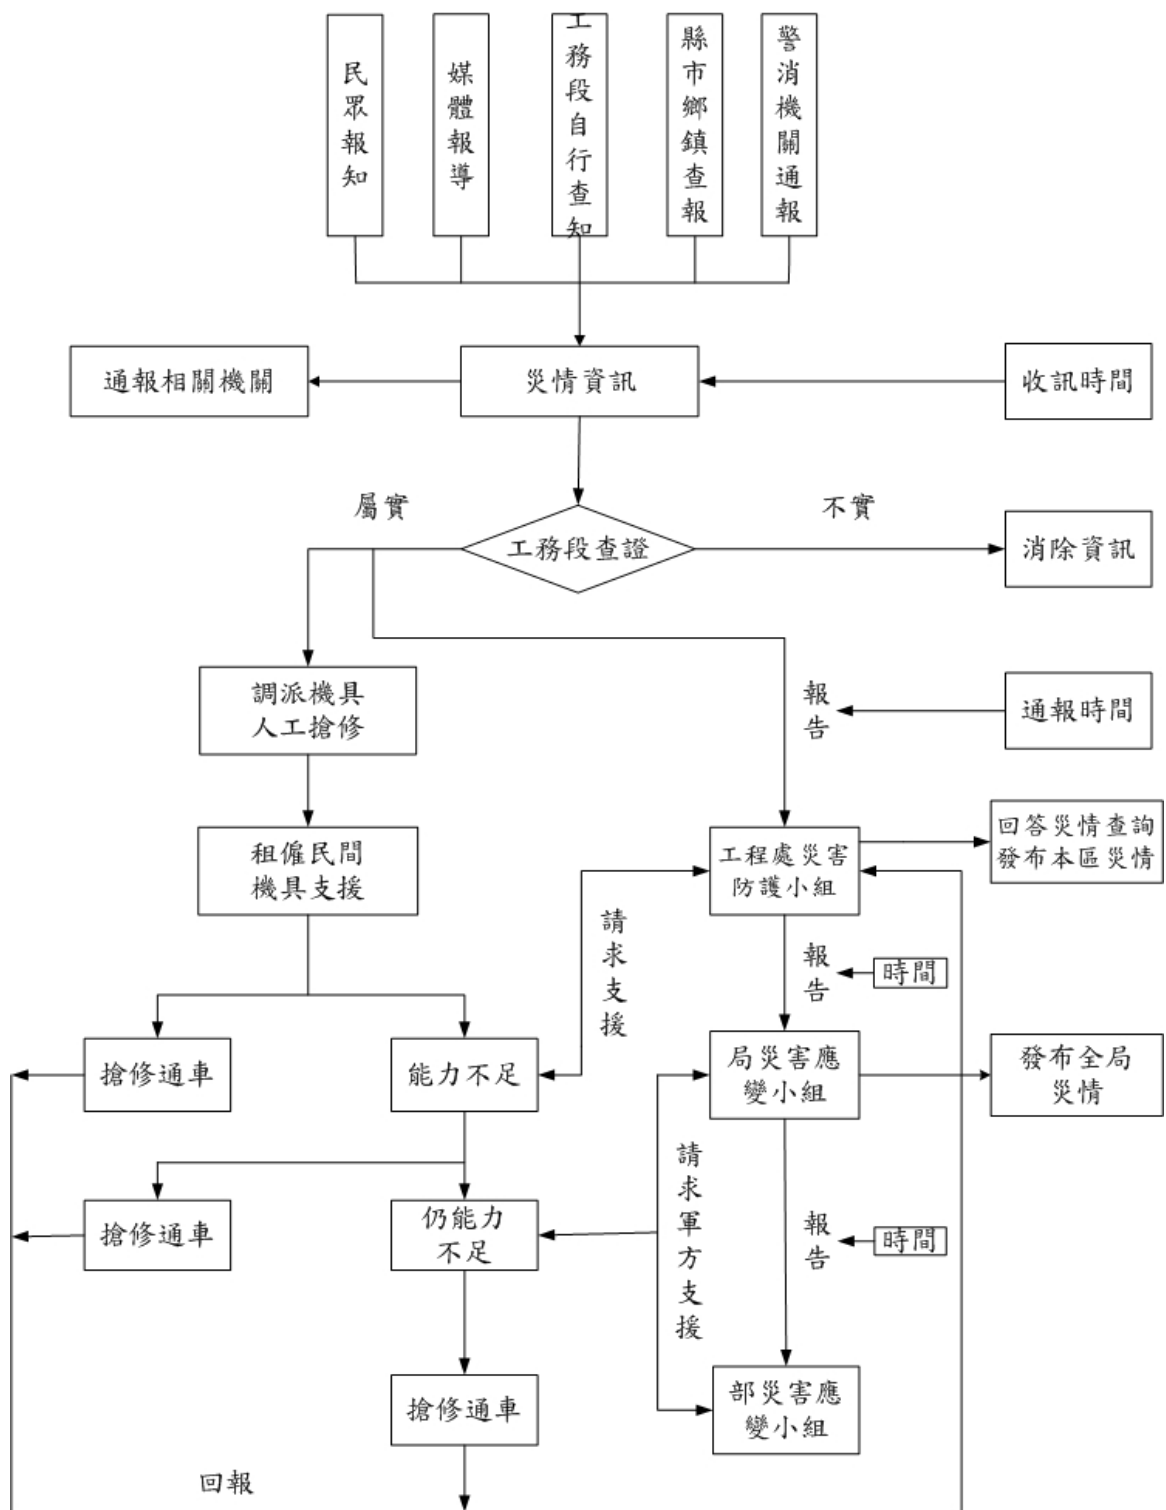 民眾報知
媒體報導
工務段自行查知
縣市鄉鎮查報
警消機關通報
通報相關機關
災情資訊
收訊時間
屬實
不實
工務段查證
消除資訊
調派機具
人工搶修
報告
通報時間
租僱民間
機具支援
工程處災害
防護小組
回答災情查詢
發布本區災情
請求支援
報告
時間
搶修通車
能力不足
局災害應
變小組
發布全局
災情
搶修通車
仍能力
不足
請求軍方支援
報告
時間
搶修通車
部災害應
變小組
回報